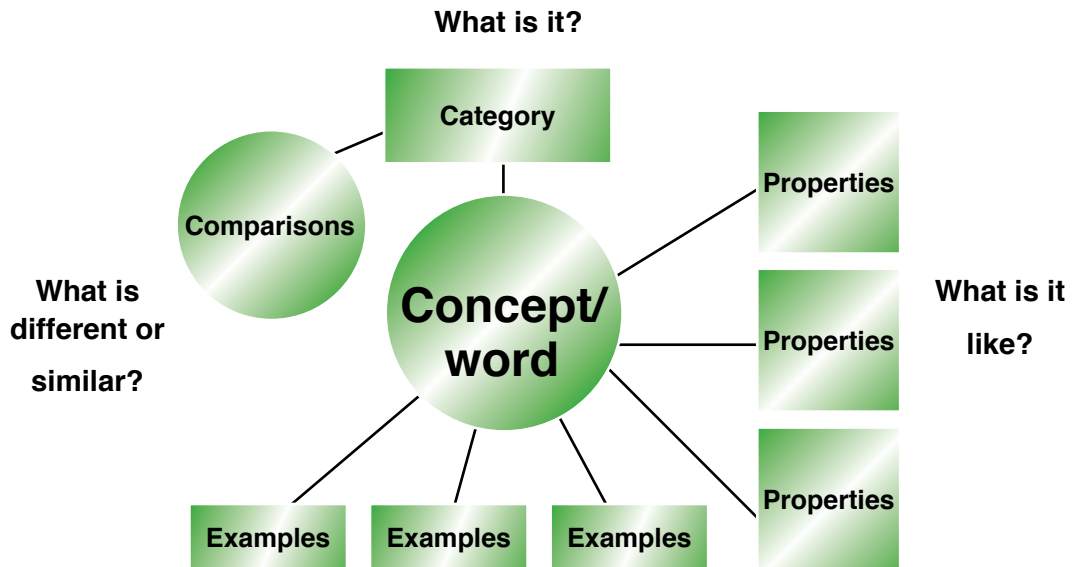 What is it?
Category
Properties
Comparisons
What is
different or
similar?
Concept/
word
Properties
What is it
like?
Properties
Examples
Examples
Examples